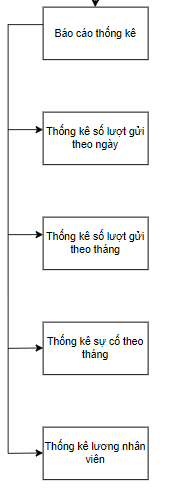 Báo cáo thống kê
Thống kê số lượt gửi
theo ngày
Thống kê số lượt gửi
theo tháng
Thống kê sự cố theo
tháng
Thống kê lương nhân
viên